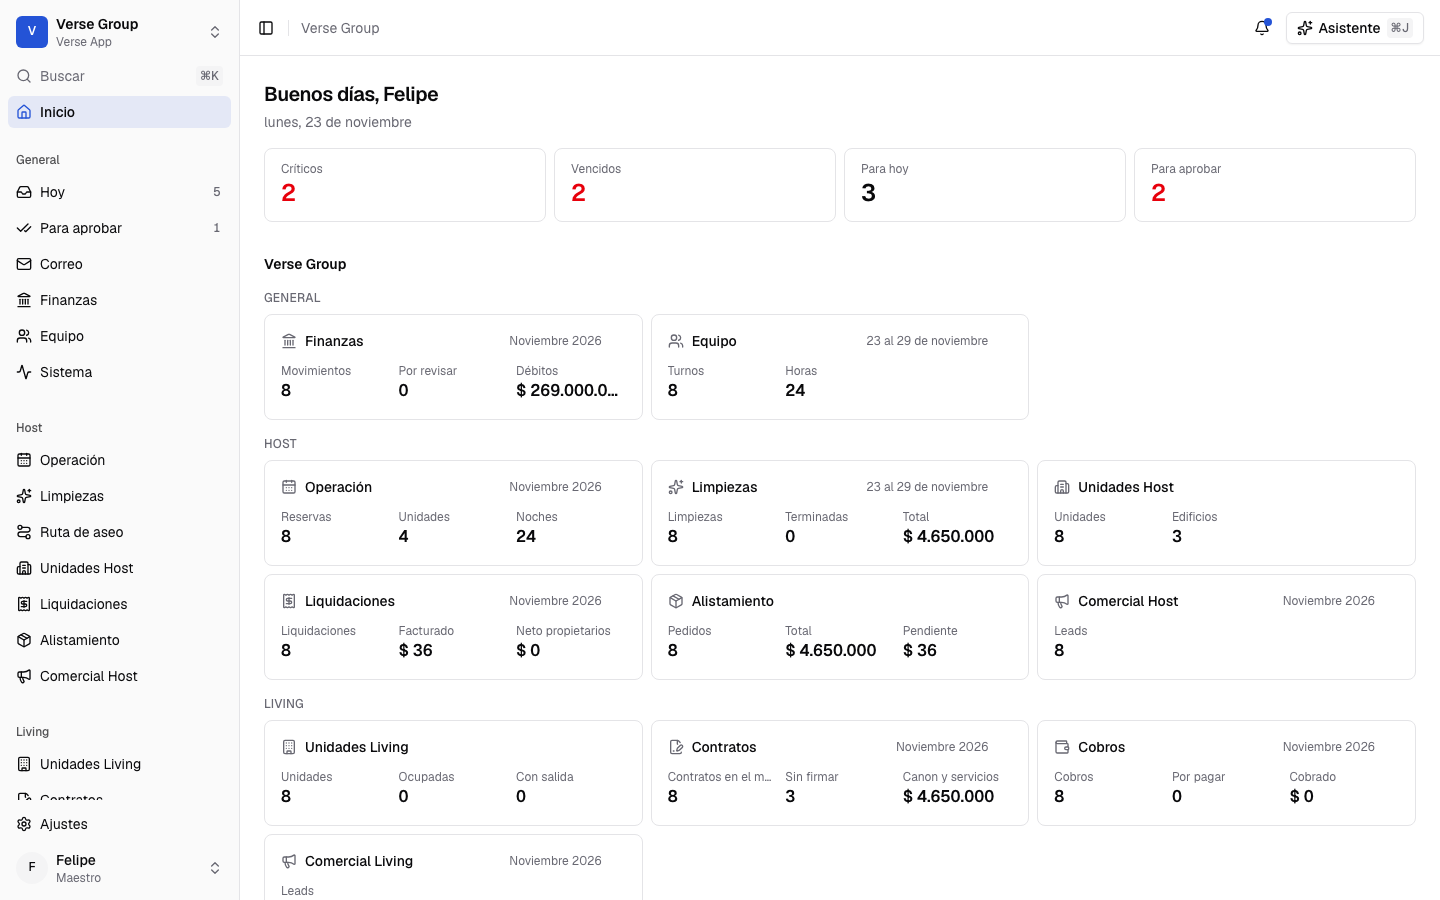 V
Verse Group
Verse App
Buscar ⌘K
Inicio
General
Hoy 5
Para aprobar 1
Correo
Finanzas
Equipo
Sistema
Host
Operación
Limpiezas
Ruta de aseo
Unidades Host
Liquidaciones
Alistamiento
Comercial Host
Living
Unidades Living
Contratos
Ajustes
F
Felipe
Maestro
Verse Group
Asistente ⌘J
Buenos días, Felipe
lunes, 23 de noviembre
Críticos Vencidos Para hoy Para aprobar
2 2 3 2
Verse Group
GENERAL
Finanzas Noviembre 2026
Movimientos Por revisar Débitos
8 0 $ 269.000.0...
Equipo 23 al 29 de noviembre
Turnos Horas
8 24
HOST
Operación Noviembre 2026
Reservas Unidades Noches
8 4 24
Limpiezas 23 al 29 de noviembre
Limpiezas Terminadas Total
8 0 $ 4.650.000
Unidades Host
Unidades Edificios
8 3
Liquidaciones Noviembre 2026
Liquidaciones Facturado Neto propietarios
8 $ 36 $ 0
Alistamiento
Pedidos Total Pendiente
8 $ 4.650.000 $ 36
Comercial Host Noviembre 2026
Leads
8
LIVING
Unidades Living
Unidades Ocupadas Con salida
8 0 0
Contratos Noviembre 2026
Contratos en el m... Sin firmar Canon y servicios
8 3 $ 4.650.000
Cobros Noviembre 2026
Cobros Por pagar Cobrado
8 0 $ 0
Comercial Living Noviembre 2026
Leads